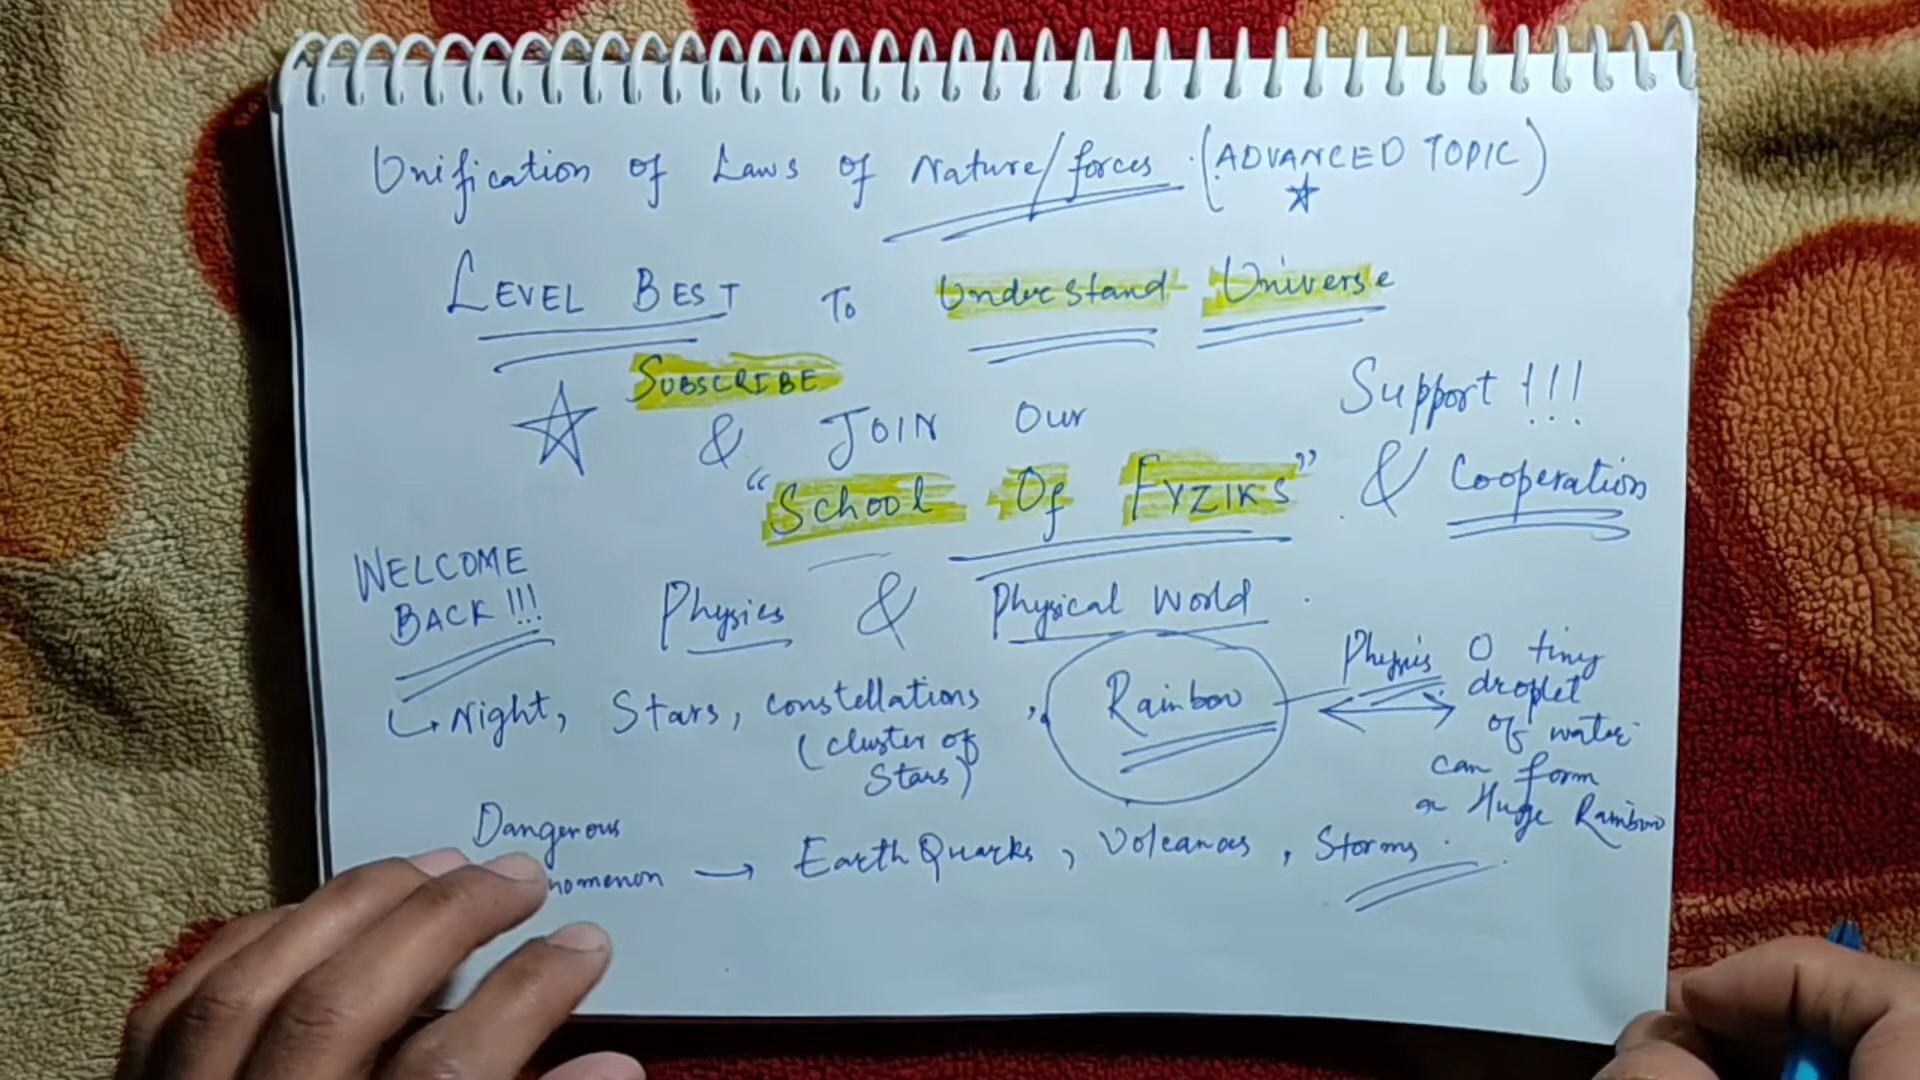 Unification of Laws of Nature/forces. (ADVANCED TOPIC)
LEVEL BEST To Understand Universe
SUBSCRIBE
& JOIN our
"School Of FYZIKS"
Support !!!
& Cooperation
WELCOME
BACK !!!
Physics & Physical World
Night, Stars, constellations
(cluster of
Stars)
, Rainbow
Physics
O tiny
droplet
of water
can form
a Huge Rainbow
Dangerous
nomenon → EarthQuacks, Volcanoes, Storms.